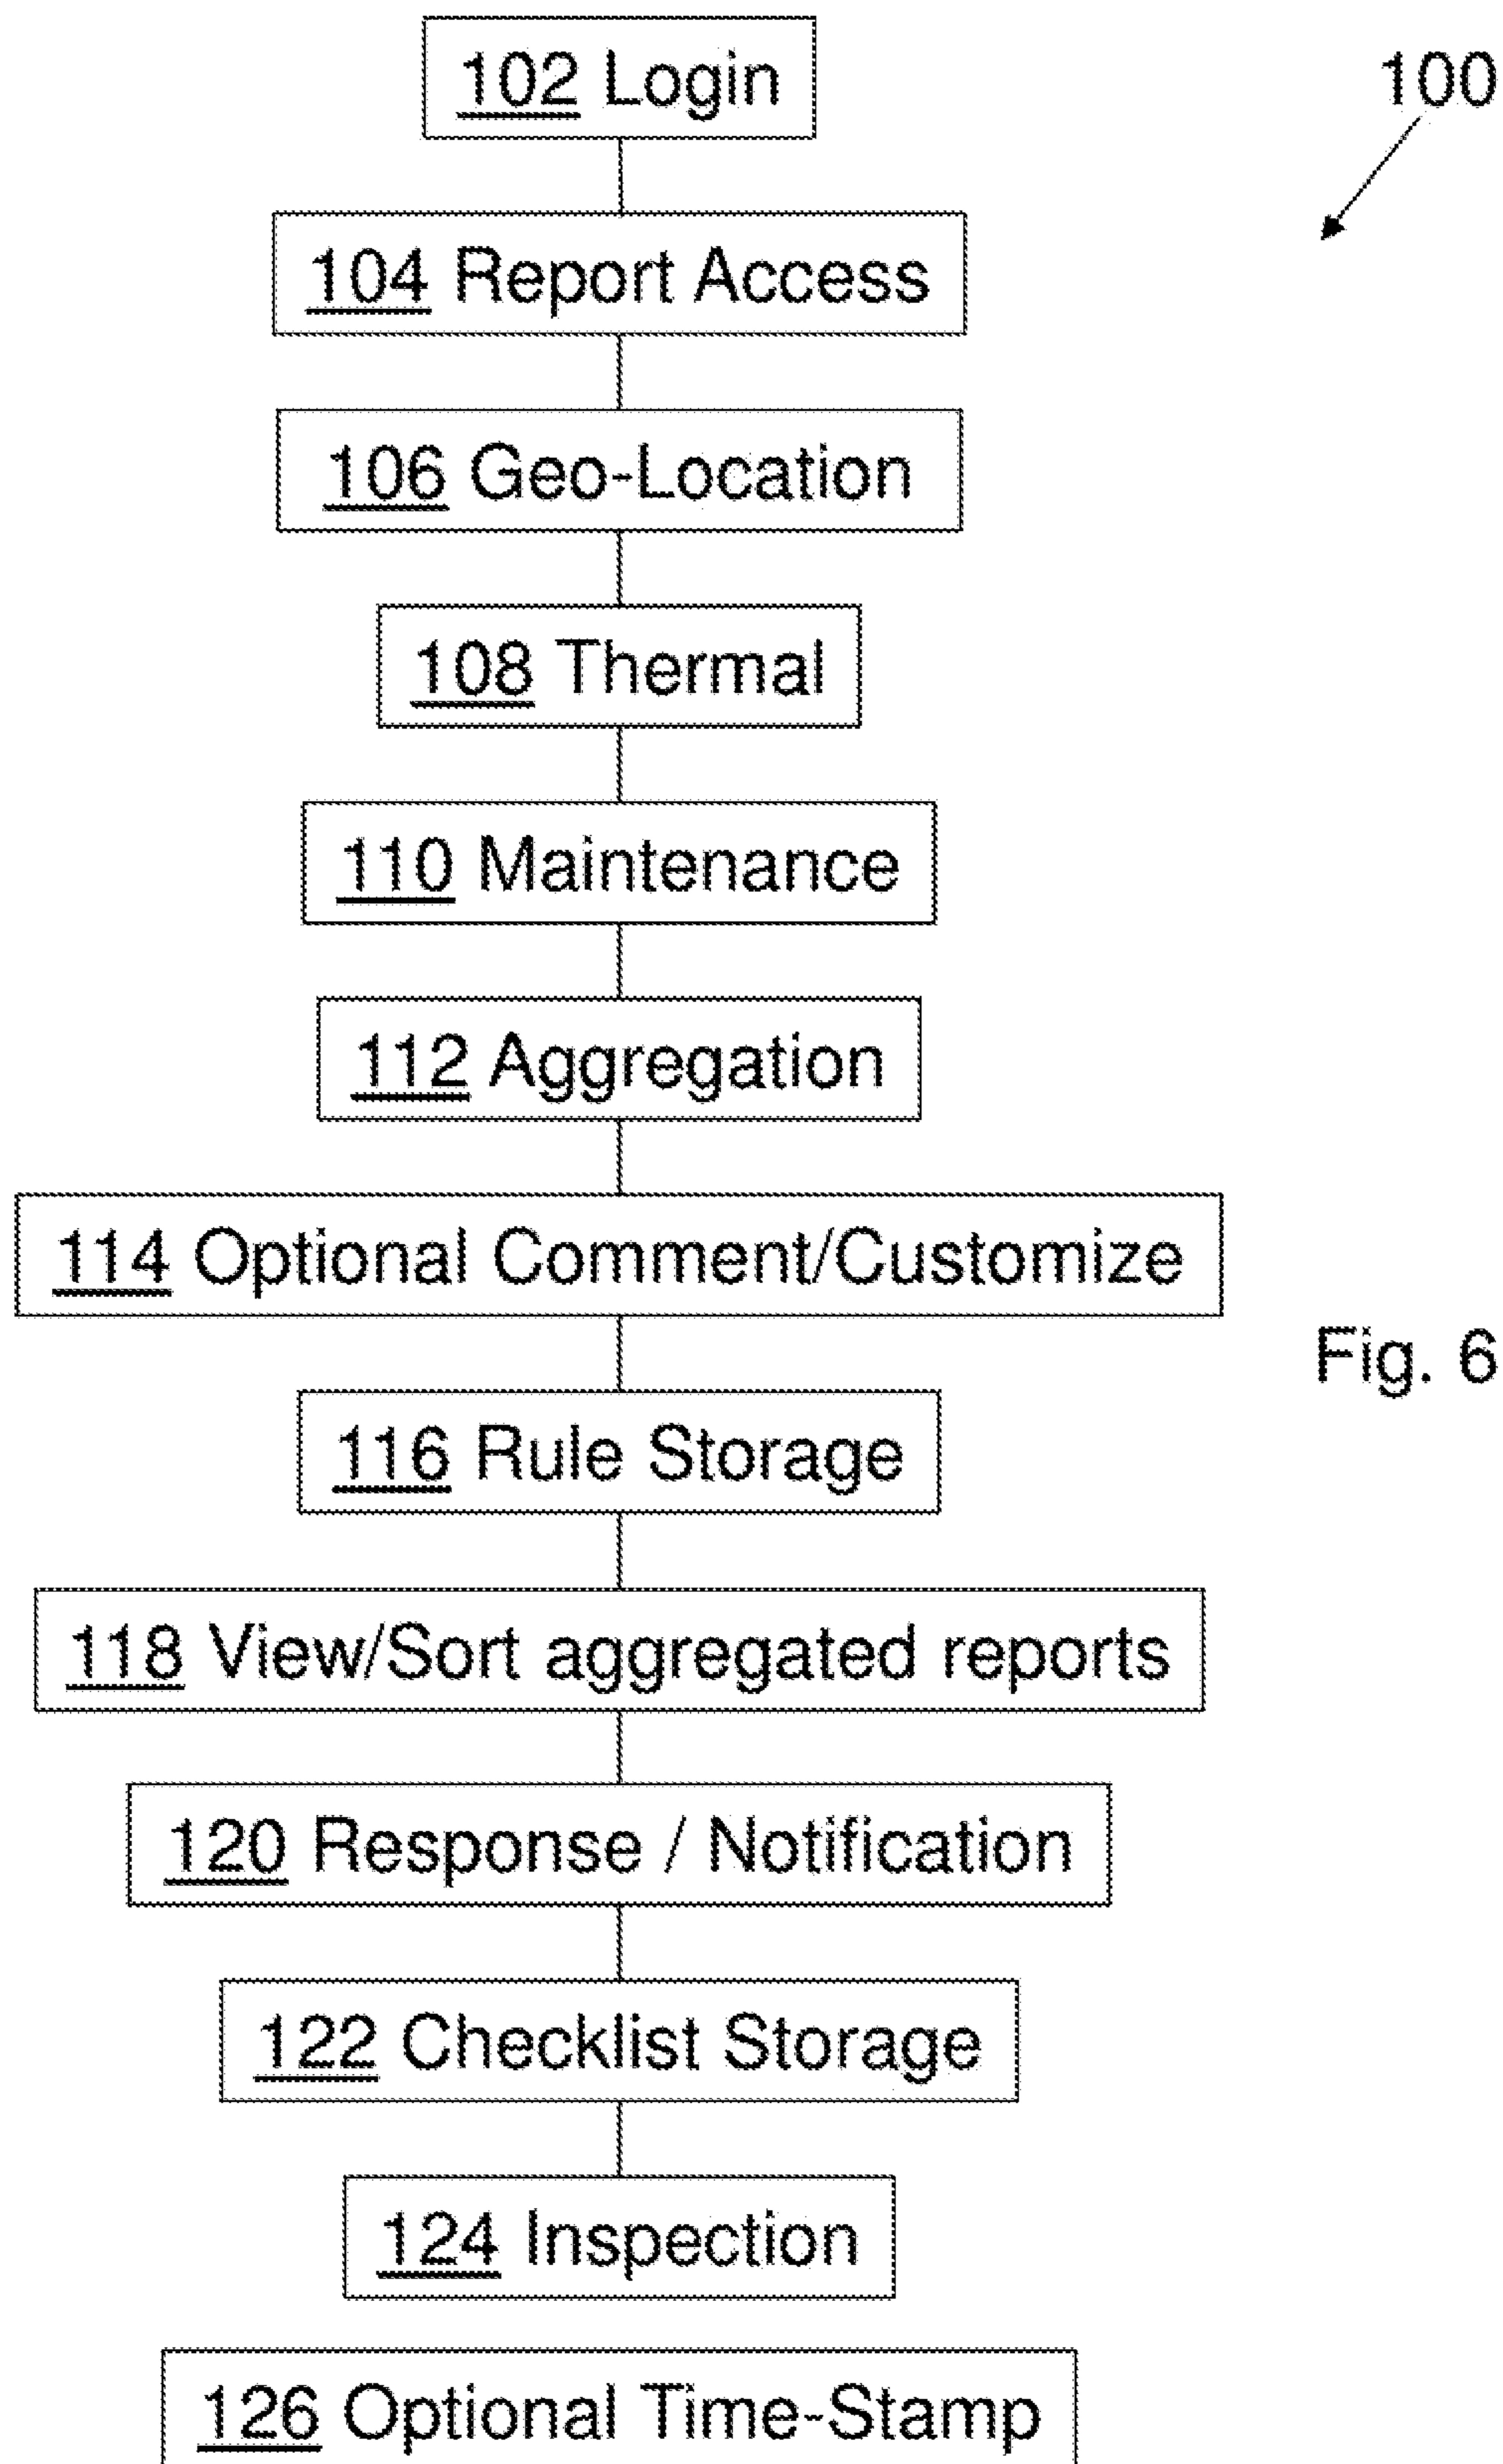 102 Login
100
104 Report Access
106 Geo-Location
108 Thermal
110 Maintenance
112 Aggregation
114 Optional Comment/Customize
Fig. 6
116 Rule Storage
118 View/Sort aggregated reports
120 Response / Notification
122 Checklist Storage
124 Inspection
126 Optional Time-Stamp